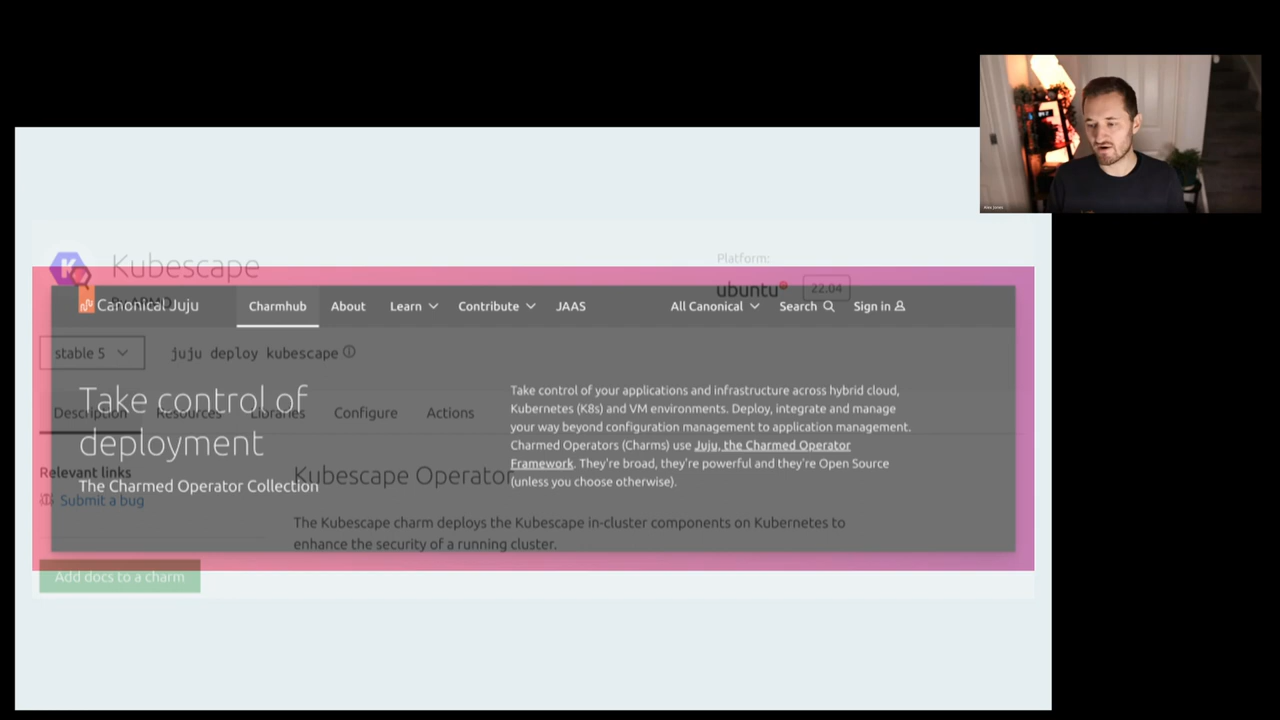 Kubescape
Platform:
ubuntu 22.04
Canonical Juju Charmhub About Learn Contribute JAAS All Canonical Search Sign in
stable 5 juju deploy kubescape
Take control of
deployment
The Charmed Operator Collection
Take control of your applications and infrastructure across hybrid cloud,
Kubernetes (K8s) and VM environments. Deploy, integrate and manage
your way beyond configuration management to application management.
Charmed Operators (Charms) use Juju, the Charmed Operator
Framework. They're broad, they're powerful and they're Open Source
(unless you choose otherwise).
Description Resources Libraries Configure Actions
Relevant links
Submit a bug
Kubescape Operator
The Kubescape charm deploys the Kubescape in-cluster components on Kubernetes to
enhance the security of a running cluster.
Add docs to a charm
Alex Jones